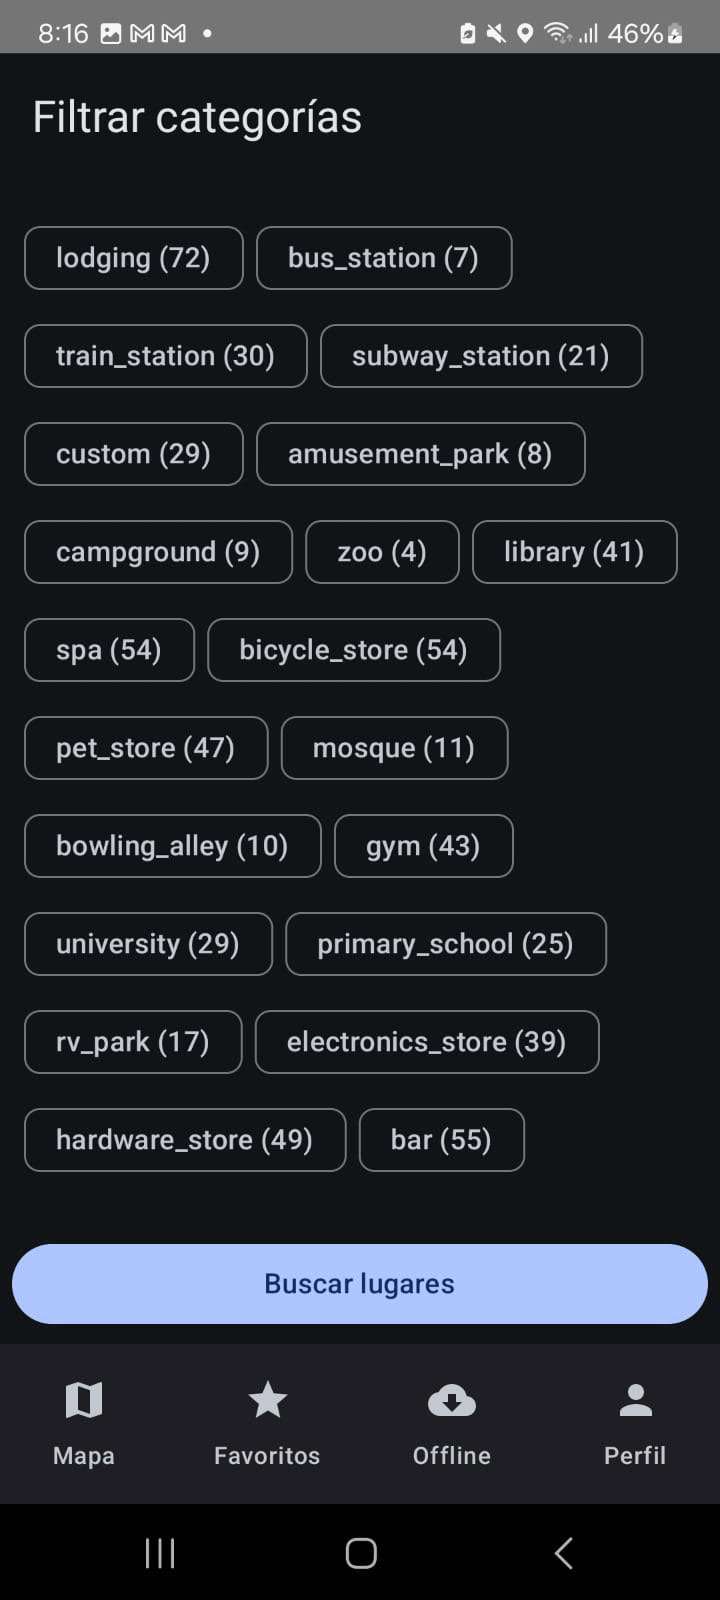 8:16 46%
Filtrar categorías
lodging (72) bus_station (7)
train_station (30) subway_station (21)
custom (29) amusement_park (8)
campground (9) zoo (4) library (41)
spa (54) bicycle_store (54)
pet_store (47) mosque (11)
bowling_alley (10) gym (43)
university (29) primary_school (25)
rv_park (17) electronics_store (39)
hardware_store (49) bar (55)
Buscar lugares
Mapa Favoritos Offline Perfil